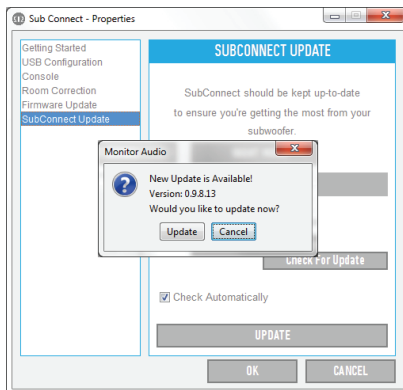 Sub Connect - Properties
Getting Started
USB Configuration
Console
Room Correction
Firmware Update
SubConnect Update
SUBCONNECT UPDATE
SubConnect should be kept up-to-date
to ensure you're getting the most from your
subwoofer.
Monitor Audio
New Update is Available!
Version: 0.9.8.13
Would you like to update now?
Update
Cancel
Check For Update
Check Automatically
UPDATE
OK
CANCEL